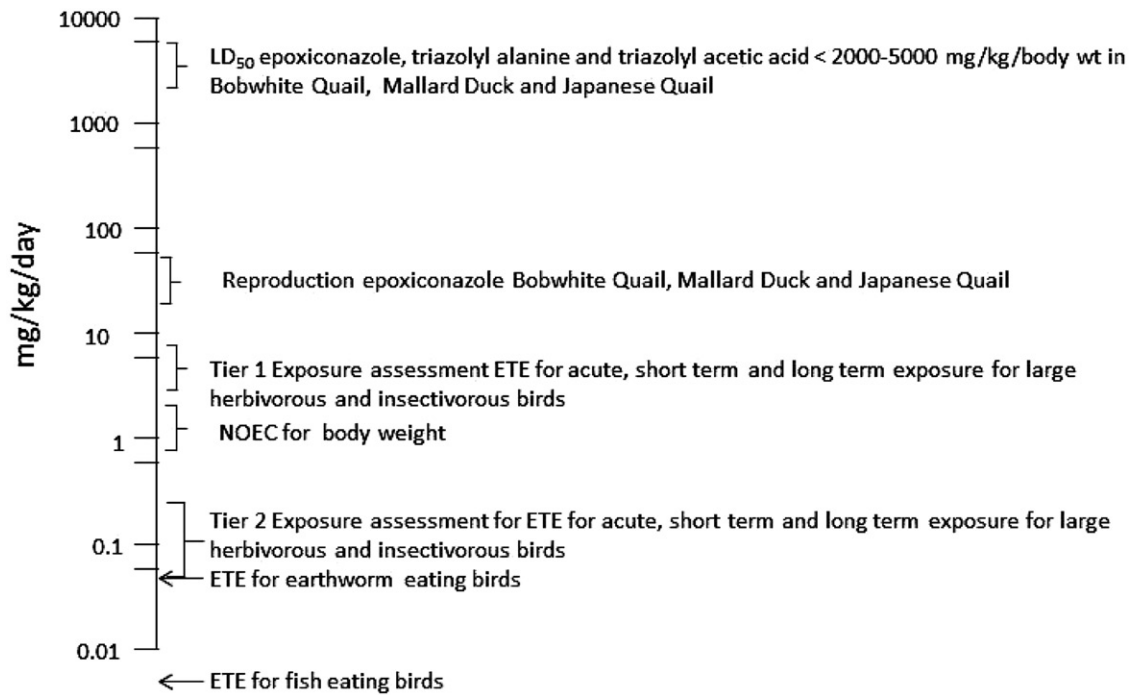 10000
LD₅₀ epoxiconazole, triazolyl alanine and triazolyl acetic acid < 2000-5000 mg/kg/body wt in
Bobwhite Quail, Mallard Duck and Japanese Quail
1000
mg/kg/day
100
Reproduction epoxiconazole Bobwhite Quail, Mallard Duck and Japanese Quail
10
Tier 1 Exposure assessment ETE for acute, short term and long term exposure for large
herbivorous and insectivorous birds
1
NOEC for body weight
Tier 2 Exposure assessment for ETE for acute, short term and long term exposure for large
herbivorous and insectivorous birds
0.1
ETE for earthworm eating birds
0.01
ETE for fish eating birds